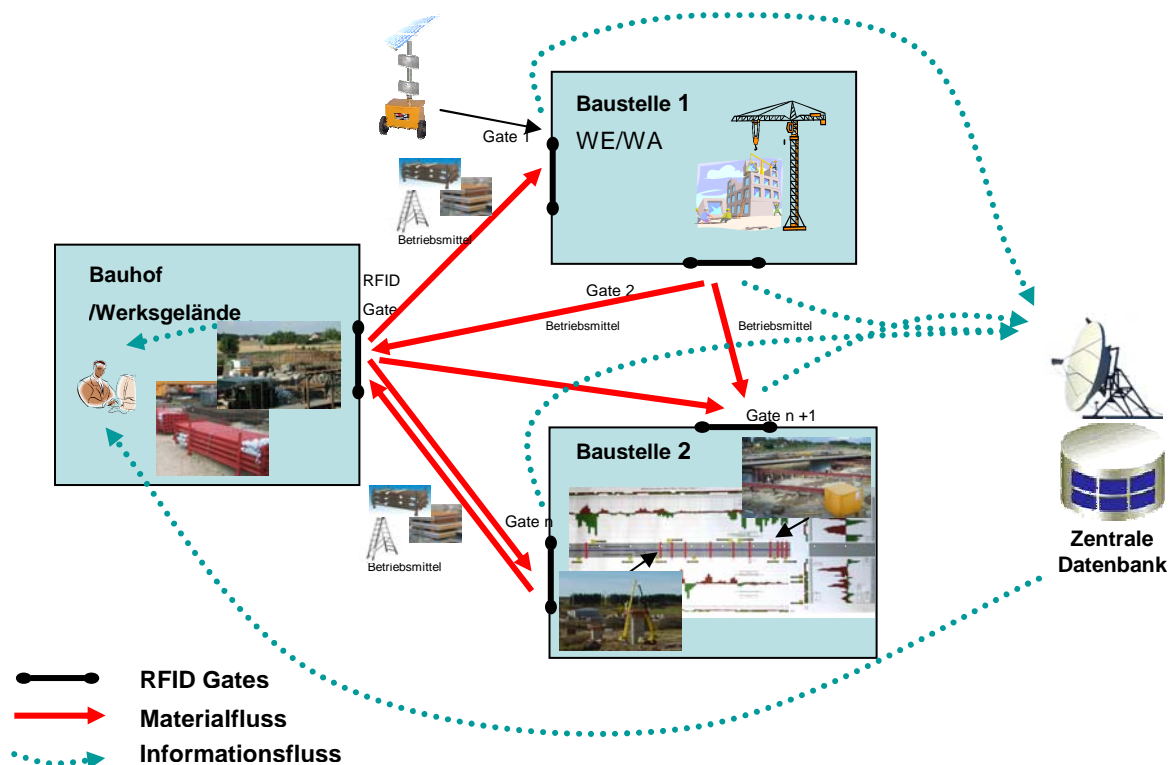 Baustelle 1
WE/WA
Gate 1
Betriebsmittel
Bauhof
/Werksgelände
RFID
Gate
Gate 2
Betriebsmittel
Betriebsmittel
Gate n +1
Baustelle 2
Gate n
Betriebsmittel
Zentrale
Datenbank
RFID Gates
Materialfluss
Informationsfluss